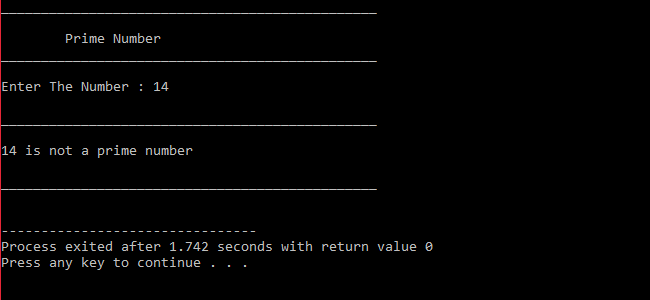 Prime Number
Enter The Number : 14
14 is not a prime number
--------------------------------
Process exited after 1.742 seconds with return value 0
Press any key to continue . . .